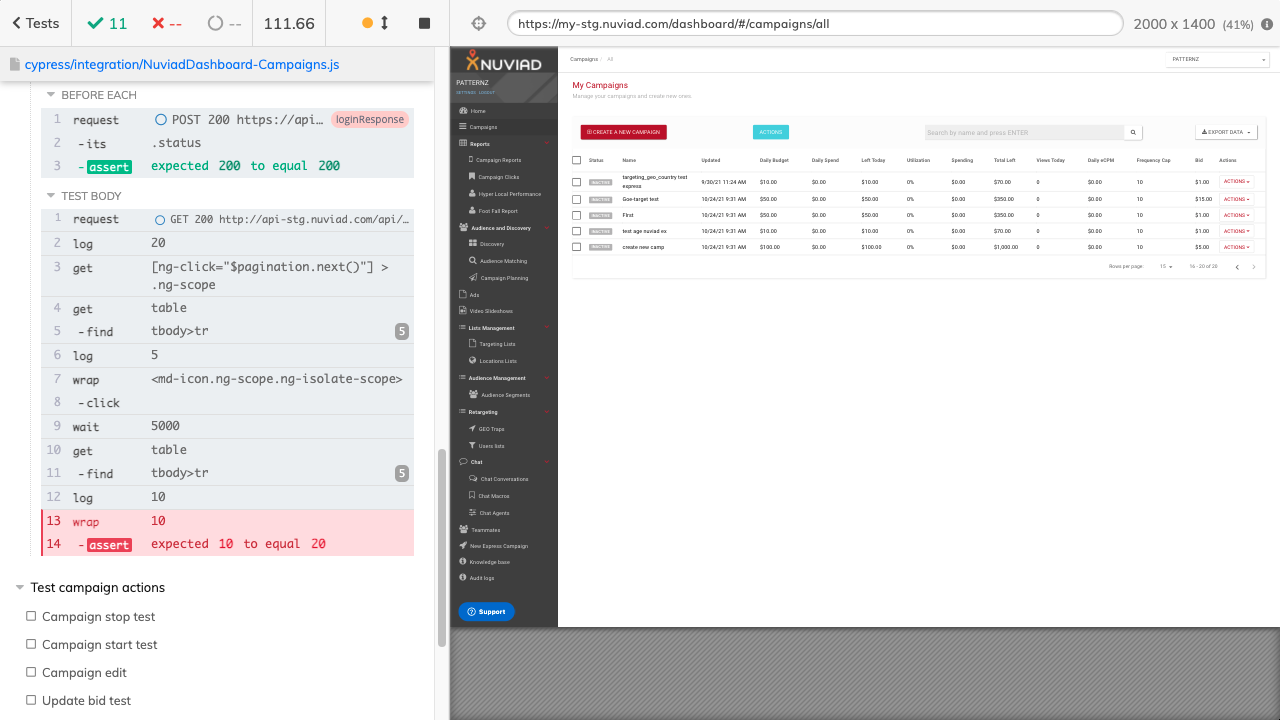 Tests
11
--
--
111.66
https://my-stg.nuviad.com/dashboard/#/campaigns/all
2000 x 1400 (41%)
cypress/integration/NuviadDashboard-Campaigns.js
BEFORE EACH
request POST 200 https://api... loginResponse
-its .status
-assert expected 200 to equal 200
TEST BODY
1 request GET 200 http://api-stg.nuviad.com/api/…
2 log 20
3 get [ng-click="$pagination.next()"] >
.ng-scope
4 get table
-find tbody>tr 5
log 5
wrap <md-icon.ng-scope.ng-isolate-scope>
8 -click
9 wait 5000
10 get table
11 -find tbody>tr 5
12 log 10
13 wrap 10
-assert expected 10 to equal 20
Test campaign actions
Campaign stop test
Campaign start test
Campaign edit
Update bid test
NUVIAD
PATTERNZ
SETTINGS LOGOUT
Home
Campaigns
Reports
Campaign Reports
Campaign Clicks
Hyper Local Performance
Foot Fall Report
Audience and Discovery
Discovery
Audience Matching
Campaign Planning
Ads
Video Slideshows
Lists Management
Targeting Lists
Locations Lists
Audience Management
Audience Segments
Retargeting
GEO Traps
Users lists
Chat
Chat Conversations
Chat Macros
Chat Agents
Teammates
New Express Campaign
Knowledge base
Audit logs
Support
Campaigns / All
PATTERNZ
My Campaigns
Manage your campaigns and create new ones.
CREATE A NEW CAMPAIGN
ACTIONS
Search by name and press ENTER
EXPORT DATA
Status Name Updated Daily Budget Daily Spend Left Today Utilization Spending Total Left Views Today Daily eCPM Frequency Cap Bid Actions
INACTIVE targeting_geo_country test express 9/30/21 11:24 AM $10.00 $0.00 $10.00 0% $0.00 $70.00 0 $0.00 10 $0.10 ACTIONS
INACTIVE Goe-target test 10/24/21 9:31 AM $50.00 $0.00 $50.00 0% $0.00 $350.00 0 $0.00 10 $15.00 ACTIONS
INACTIVE First 10/24/21 9:31 AM $50.00 $0.00 $50.00 0% $0.00 $350.00 0 $0.00 10 $1.00 ACTIONS
INACTIVE test age nuviad ex 10/24/21 9:31 AM $10.00 $0.00 $10.00 0% $0.00 $70.00 0 $0.00 10 $1.00 ACTIONS
INACTIVE create new camp 10/24/21 9:31 AM $100.00 $0.00 $100.00 0% $0.00 $1,000.00 $0.00 10 $1.00 ACTIONS
Rows per page: 15 16 - 20 of 20